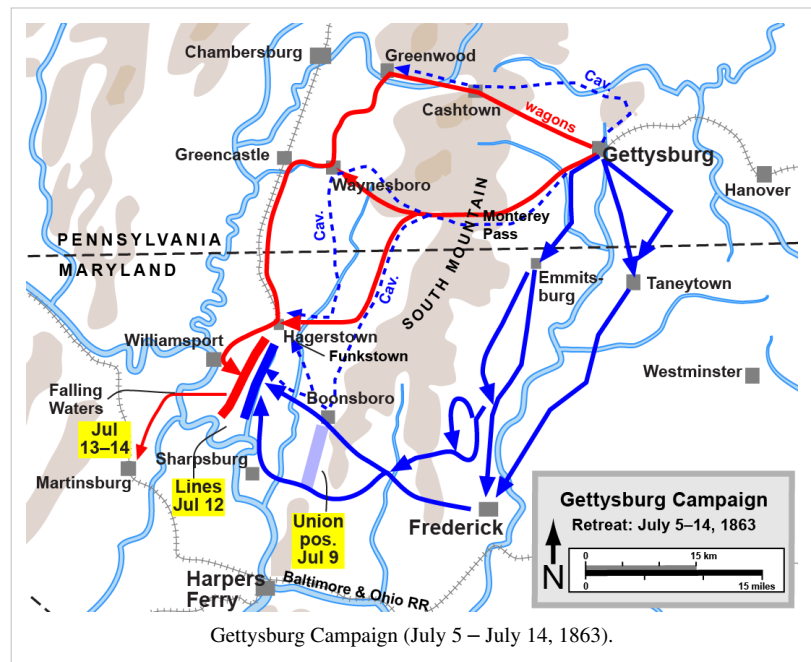 Chambersburg
Greenwood
Cav.
Cashtown
wagons
Greencastle
Gettysburg
Waynesboro
Hanover
Cav.
SOUTH MOUNTAIN
Monterey
Pass
PENNSYLVANIA
MARYLAND
Cav.
Emmits-
burg
Taneytown
Hagerstown
Williamsport
Funkstown
Westminster
Falling
Waters
Boonsboro
Jul
13–14
Martinsburg
Sharpsburg
Lines
Jul 12
Union
pos.
Jul 9
Frederick
Gettysburg Campaign
Retreat: July 5–14, 1863
0 15 km
N
0 15 miles
Harpers
Ferry
Baltimore & Ohio RR
Gettysburg Campaign (July 5 – July 14, 1863).